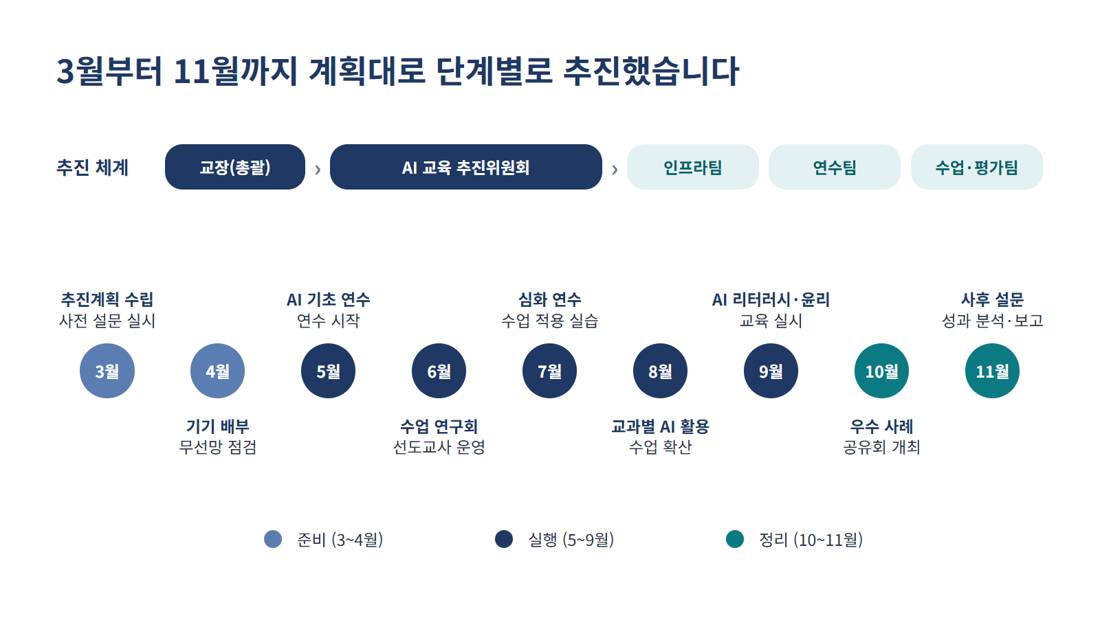 3월부터 11월까지 계획대로 단계별로 추진했습니다
추진 체계
교장(총괄)
›
AI 교육 추진위원회
›
인프라팀
연수팀
수업·평가팀
추진계획 수립
사전 설문 실시
AI 기초 연수
연수 시작
심화 연수
수업 적용 실습
AI 리터러시·윤리
교육 실시
사후 설문
성과 분석·보고
3월
4월
5월
6월
7월
8월
9월
10월
11월
기기 배부
무선망 점검
수업 연구회
선도교사 운영
교과별 AI 활용
수업 확산
우수 사례
공유회 개최
준비 (3~4월)
실행 (5~9월)
정리 (10~11월)